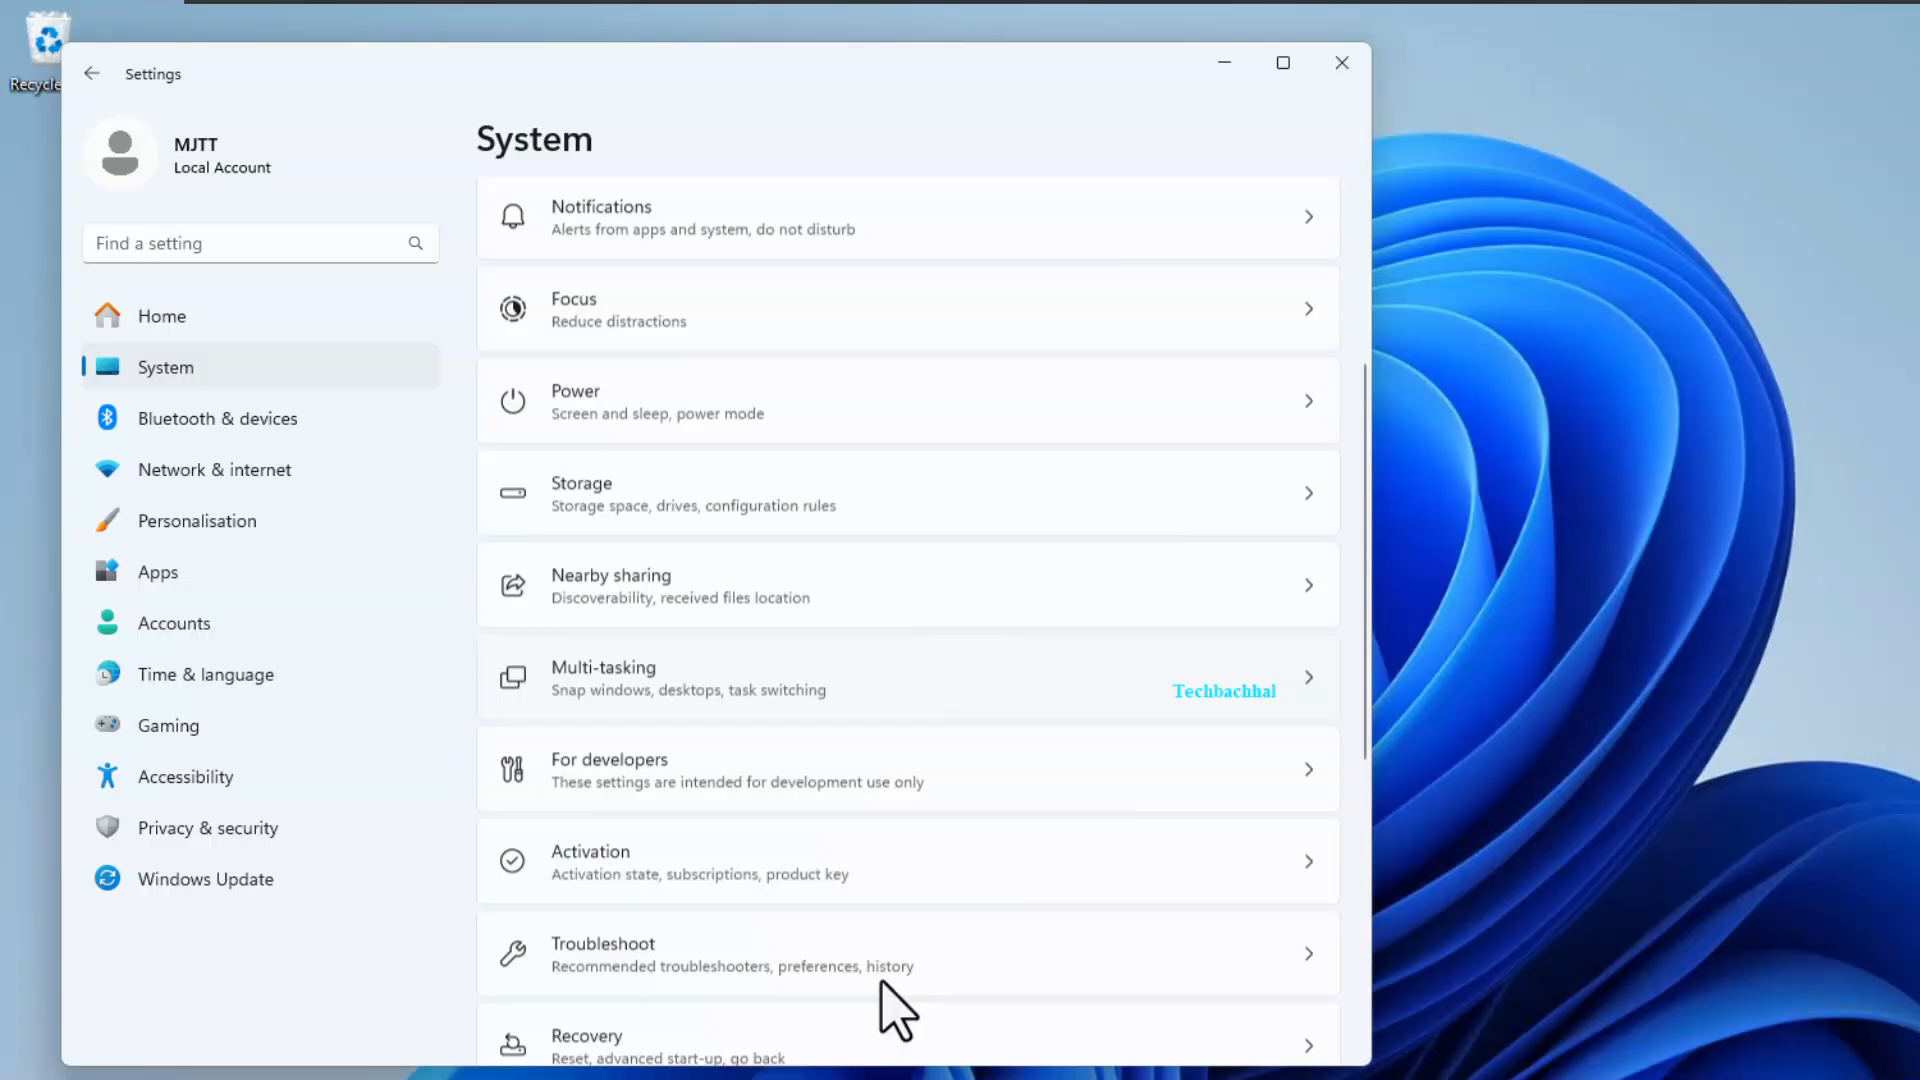 Recycle
Settings
MJTT
Local Account
Find a setting
Home
System
Bluetooth & devices
Network & internet
Personalisation
Apps
Accounts
Time & language
Gaming
Accessibility
Privacy & security
Windows Update
System
Notifications
Alerts from apps and system, do not disturb
Focus
Reduce distractions
Power
Screen and sleep, power mode
Storage
Storage space, drives, configuration rules
Nearby sharing
Discoverability, received files location
Multi-tasking
Snap windows, desktops, task switching
Techbachhal
For developers
These settings are intended for development use only
Activation
Activation state, subscriptions, product key
Troubleshoot
Recommended troubleshooters, preferences, history
Recovery
Reset, advanced start-up, go back